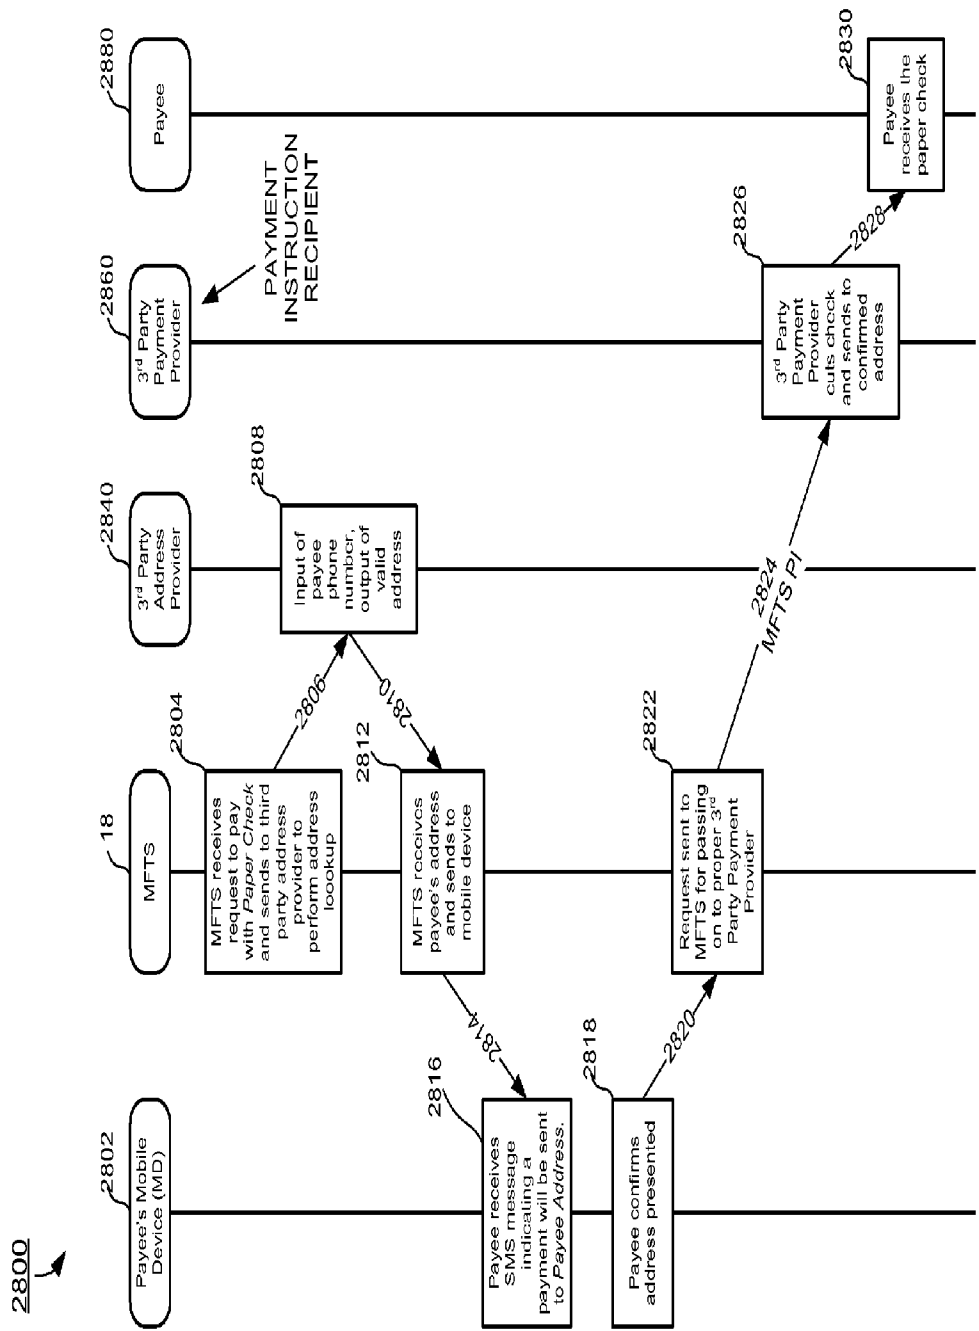 2800
2802
Payee's Mobile
Device (MD)
18
MFTS
2840
3rd Party
Address
Provider
2860
3rd Party
Payment
Provider
2880
Payee
PAYMENT
INSTRUCTION
RECIPIENT
2804
MFTS receives
request to pay
with Paper Check
and sends to third
party address
provider to
perform address
loookup
2806
2808
Input of
payee
phone
number,
output of
valid
address
2810
2812
MFTS receives
payee's address
and sends to
mobile device
2814
2816
Payee receives
SMS message
indicating a
payment will be sent
to Payee Address.
2818
Payee confirms
address presented
2820
2822
Request sent to
MFTS for passing
on to proper 3rd
Party Payment
Provider
2824
MFTS PI
2826
3rd Party
Payment
Provider
cuts check
and sends to
confirmed
address
2828
2830
Payee
receives the
paper check